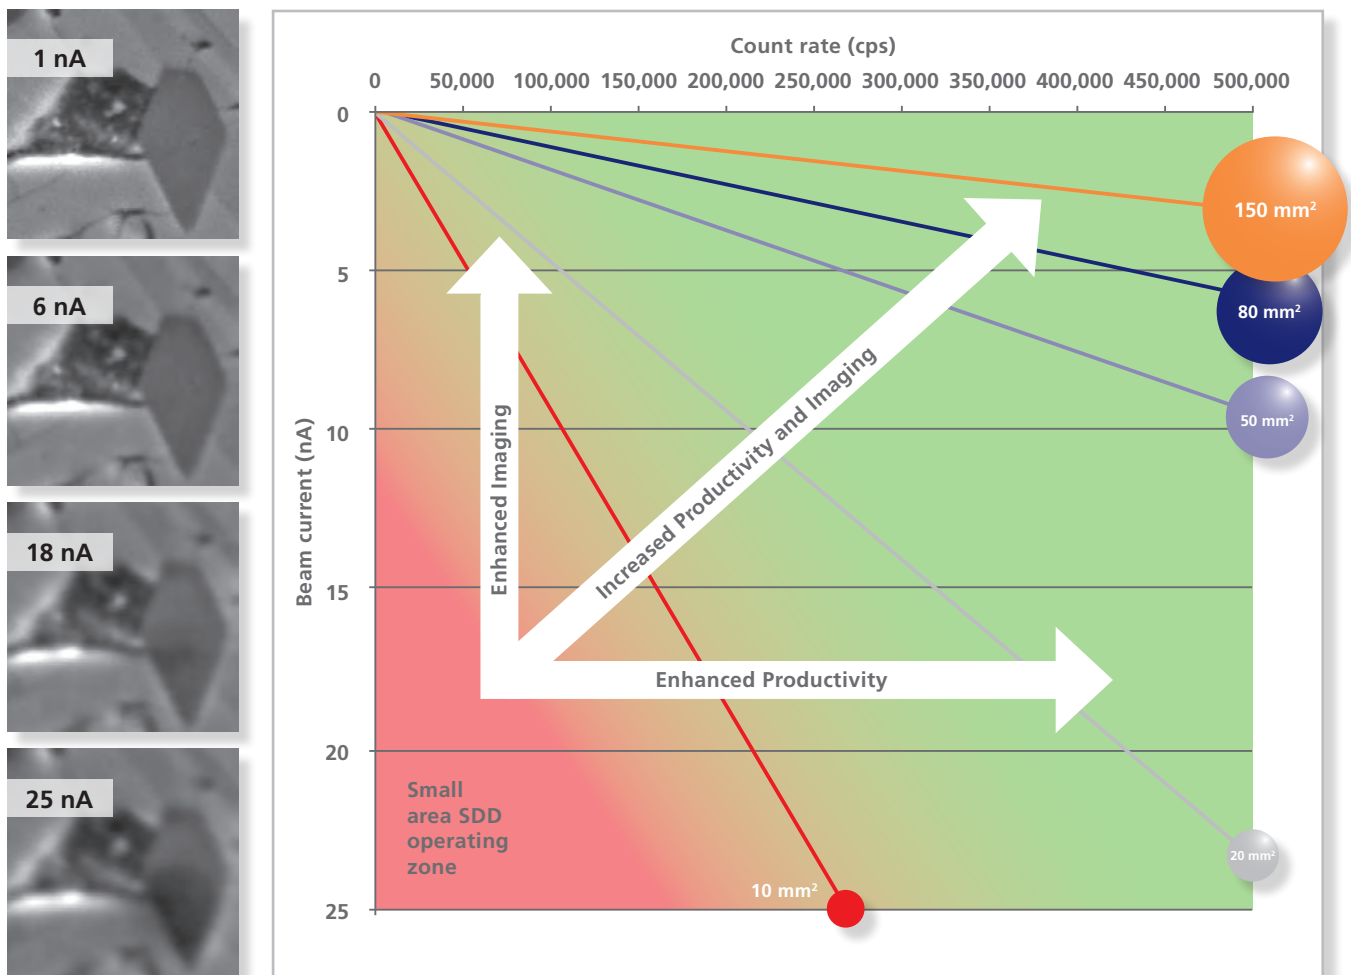 1 nA
6 nA
18 nA
25 nA
Count rate (cps)
0 50,000 100,000 150,000 200,000 250,000 300,000 350,000 400,000 450,000 500,000
Beam current (nA)
0
5
10
15
20
25
150 mm²
80 mm²
50 mm²
20 mm²
10 mm²
Enhanced Imaging
Increased Productivity and Imaging
Enhanced Productivity
Small
area SDD
operating
zone